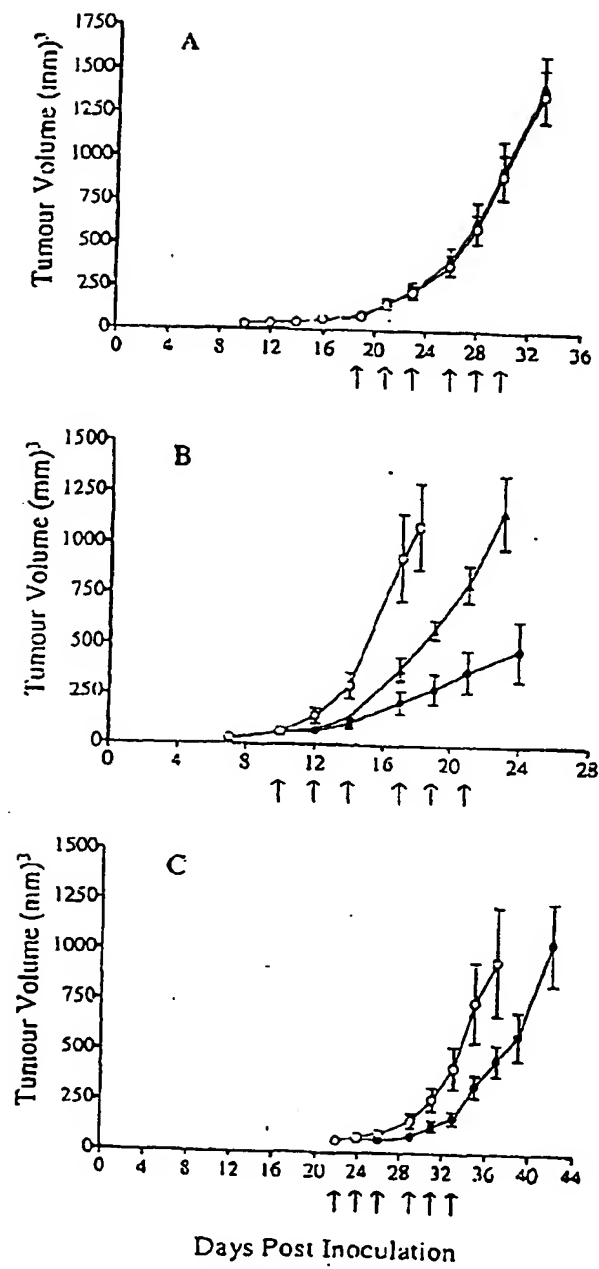 A
Tumour Volume (mm)³
1750
1500
1250
1000
750
500
250
0
0 4 8 12 16 20 24 28 32 36
↑ ↑ ↑ ↑ ↑ ↑
B
Tumour Volume (mm)³
1500
1250
1000
750
500
250
0
0 4 8 12 16 20 24 28
↑ ↑ ↑ ↑ ↑ ↑
C
Tumour Volume (mm)³
1500
1250
1000
750
500
250
0
0 4 8 12 16 20 24 28 32 36 40 44
↑ ↑ ↑ ↑ ↑ ↑
Days Post Inoculation